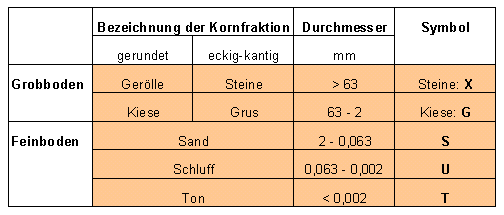 Bezeichnung der Kornfraktion Durchmesser Symbol
gerundet eckig-kantig mm
Grobboden Gerölle Steine > 63 Steine: X
Kiese Grus 63 - 2 Kiese: G
Feinboden Sand 2 - 0,063 S
Schluff 0,063 - 0,002 U
Ton < 0,002 T